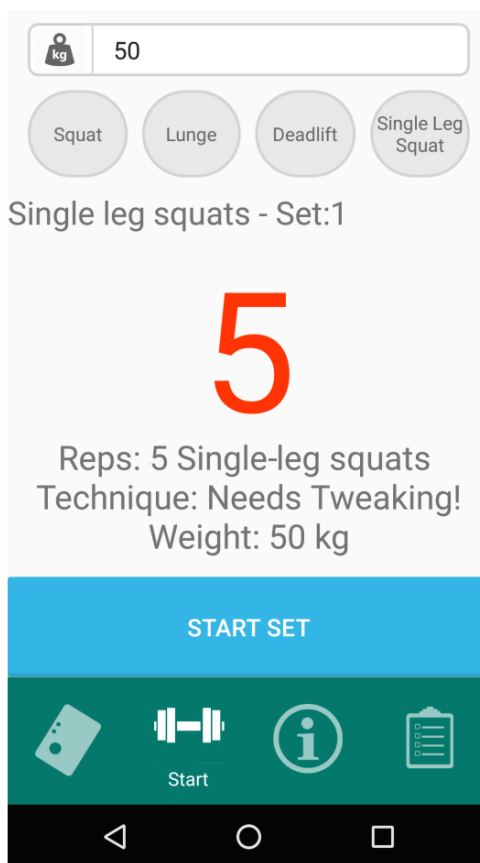 kg
50
Squat
Lunge
Deadlift
Single Leg
Squat
Single leg squats - Set:1
5
Reps: 5 Single-leg squats
Technique: Needs Tweaking!
Weight: 50 kg
START SET
Start